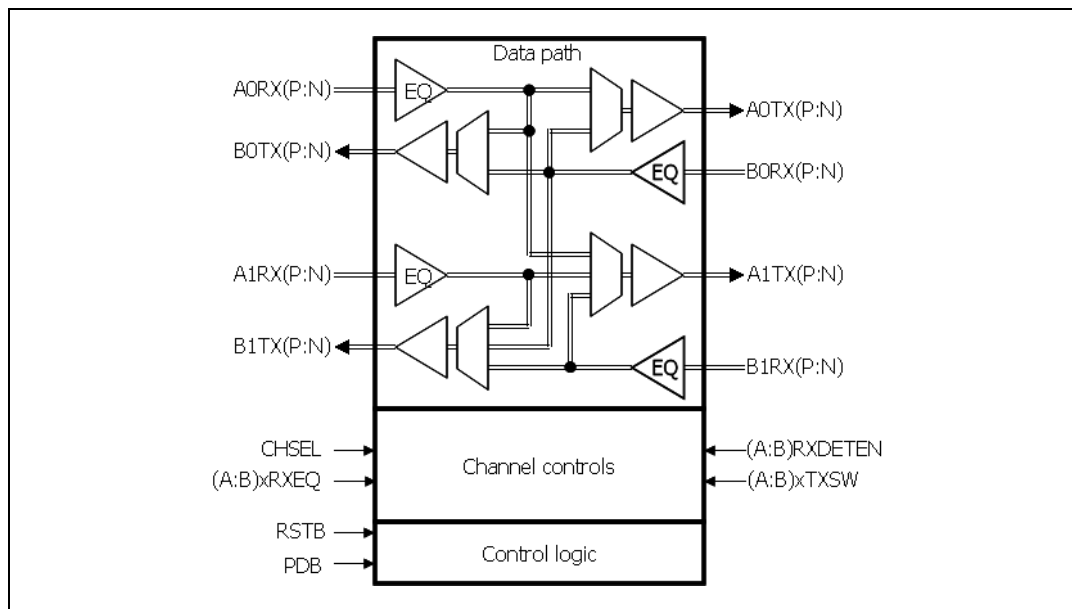 Data path
A0RX(P:N)
EQ
A0TX(P:N)
B0TX(P:N)
EQ
B0RX(P:N)
A1RX(P:N)
EQ
A1TX(P:N)
B1TX(P:N)
EQ
B1RX(P:N)
CHSEL
(A:B)xRXEQ
Channel controls
(A:B)RXDETEN
(A:B)xTXSW
RSTB
PDB
Control logic